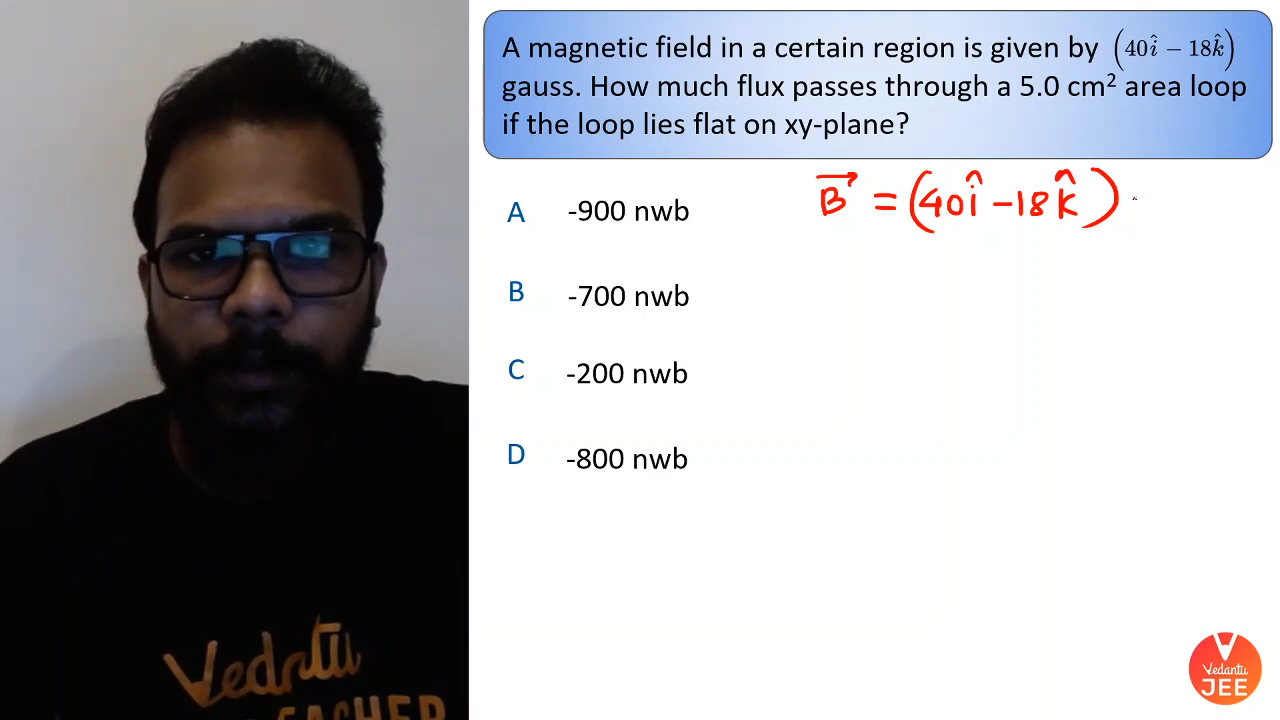 A magnetic field in a certain region is given by (40î − 18k̂)
gauss. How much flux passes through a 5.0 cm² area loop
if the loop lies flat on xy-plane?
B⃗ = (40î − 18k̂)
A -900 nwb
B -700 nwb
C -200 nwb
D -800 nwb
Vedantu
TEACHER
Vedantu
JEE